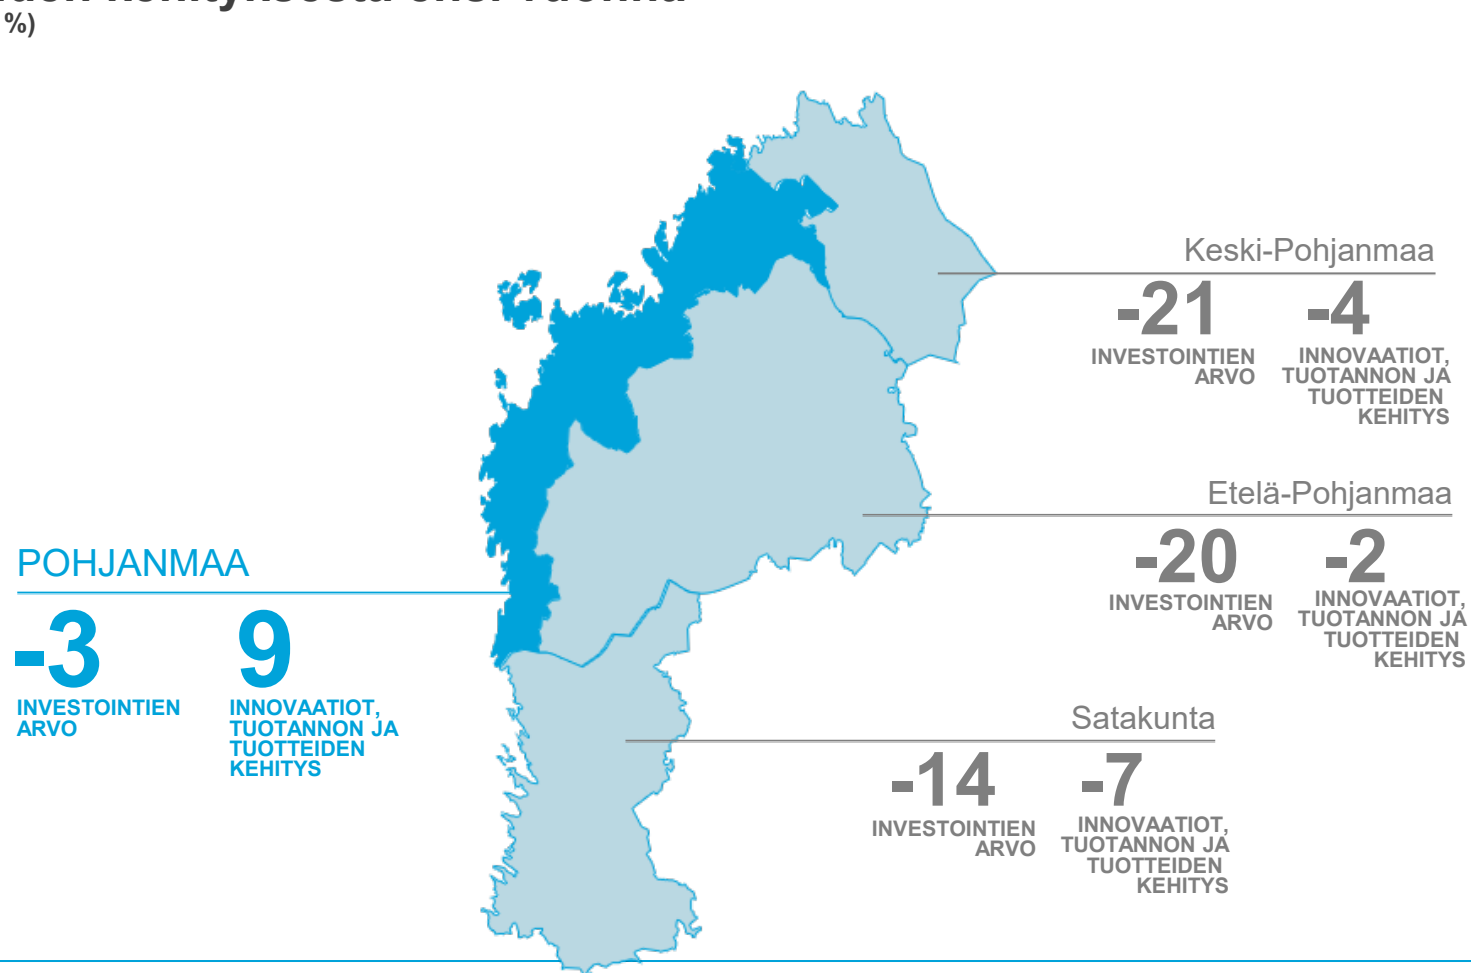 %)
Keski-Pohjanmaa
-21 -4
INVESTOINTIEN
ARVO
INNOVAATIOT,
TUOTANNON JA
TUOTTEIDEN
KEHITYS
Etelä-Pohjanmaa
-20 -2
INVESTOINTIEN
ARVO
INNOVAATIOT,
TUOTANNON JA
TUOTTEIDEN
KEHITYS
POHJANMAA
-3 9
INVESTOINTIEN
ARVO
INNOVAATIOT,
TUOTANNON JA
TUOTTEIDEN
KEHITYS
Satakunta
-14 -7
INVESTOINTIEN
ARVO
INNOVAATIOT,
TUOTANNON JA
TUOTTEIDEN
KEHITYS